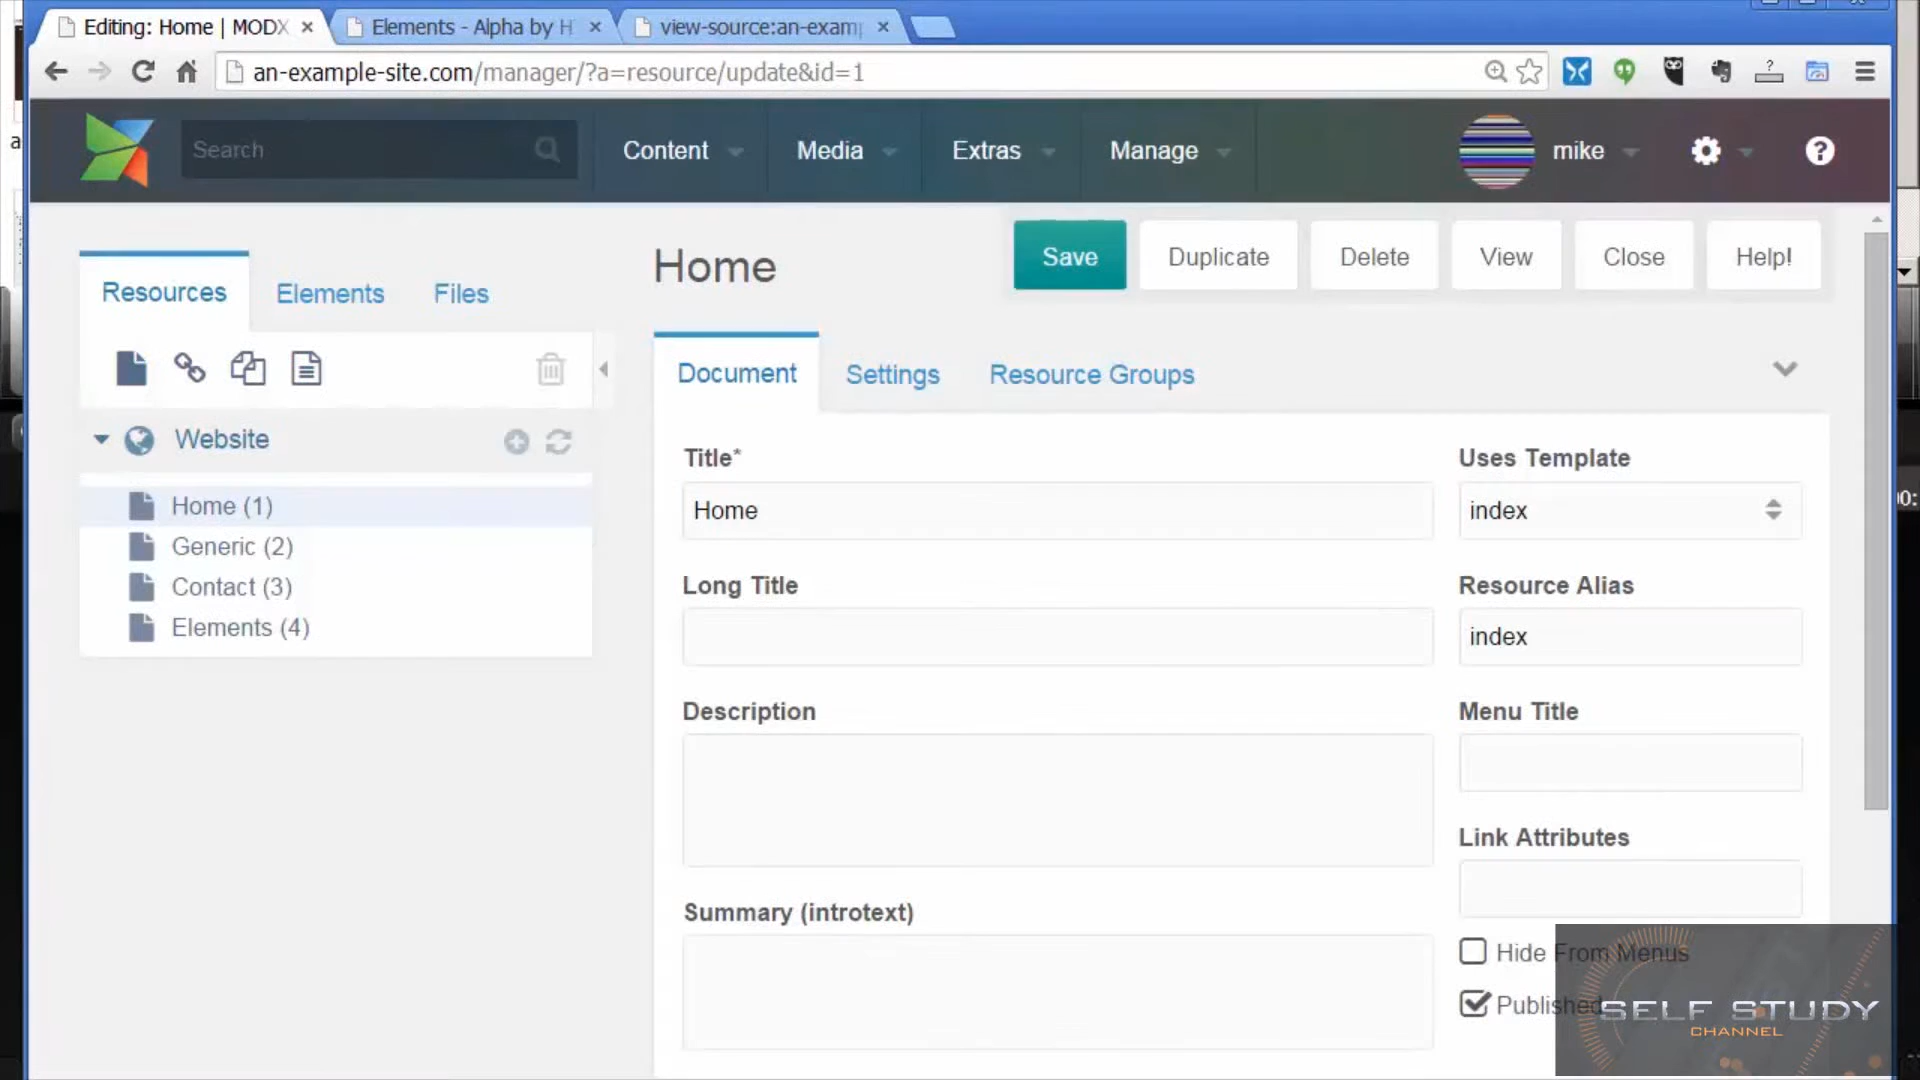 Editing: Home | MODX
Elements - Alpha by H
view-source:an-examp
an-example-site.com/manager/?a=resource/update&id=1
Search
Content
Media
Extras
Manage
mike
Resources
Elements
Files
Home
Save
Duplicate
Delete
View
Close
Help!
Website
Home (1)
Generic (2)
Contact (3)
Elements (4)
Document
Settings
Resource Groups
Title*
Home
Uses Template
index
Long Title
Resource Alias
index
Description
Menu Title
Link Attributes
Summary (introtext)
Hide From Menus
Published
SELF STUDY
CHANNEL